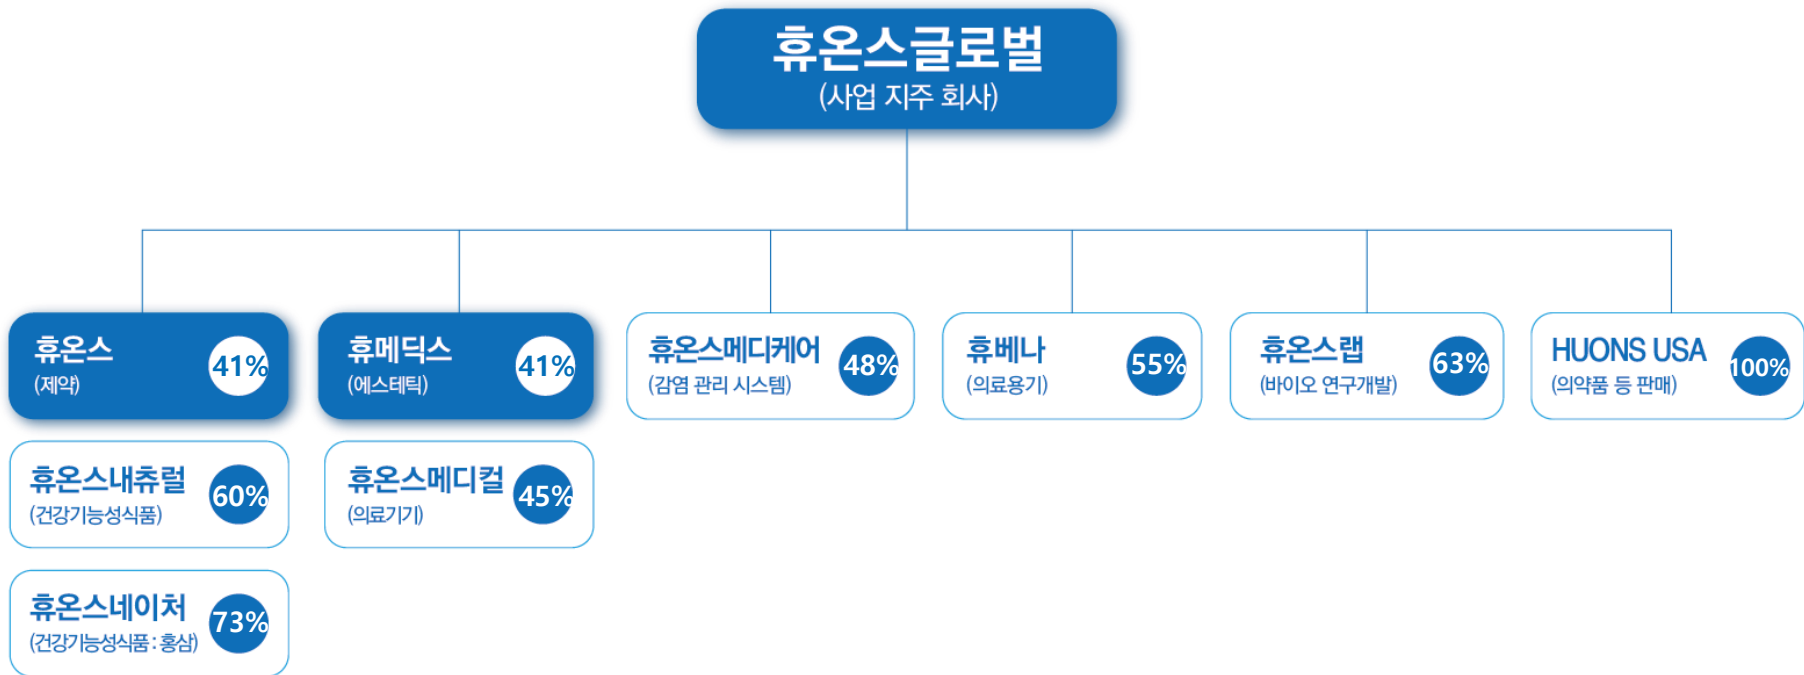 휴온스글로벌
(사업 지주 회사)
휴온스
(제약)
41%
휴메딕스
(에스테틱)
41%
휴온스메디케어
(감염 관리 시스템)
48%
휴베나
(의료용기)
55%
휴온스랩
(바이오 연구개발)
63%
HUONS USA
(의약품 등 판매)
100%
휴온스내츄럴
(건강기능성식품)
60%
휴온스메디컬
(의료기기)
45%
휴온스네이처
(건강기능성식품 : 홍삼)
73%